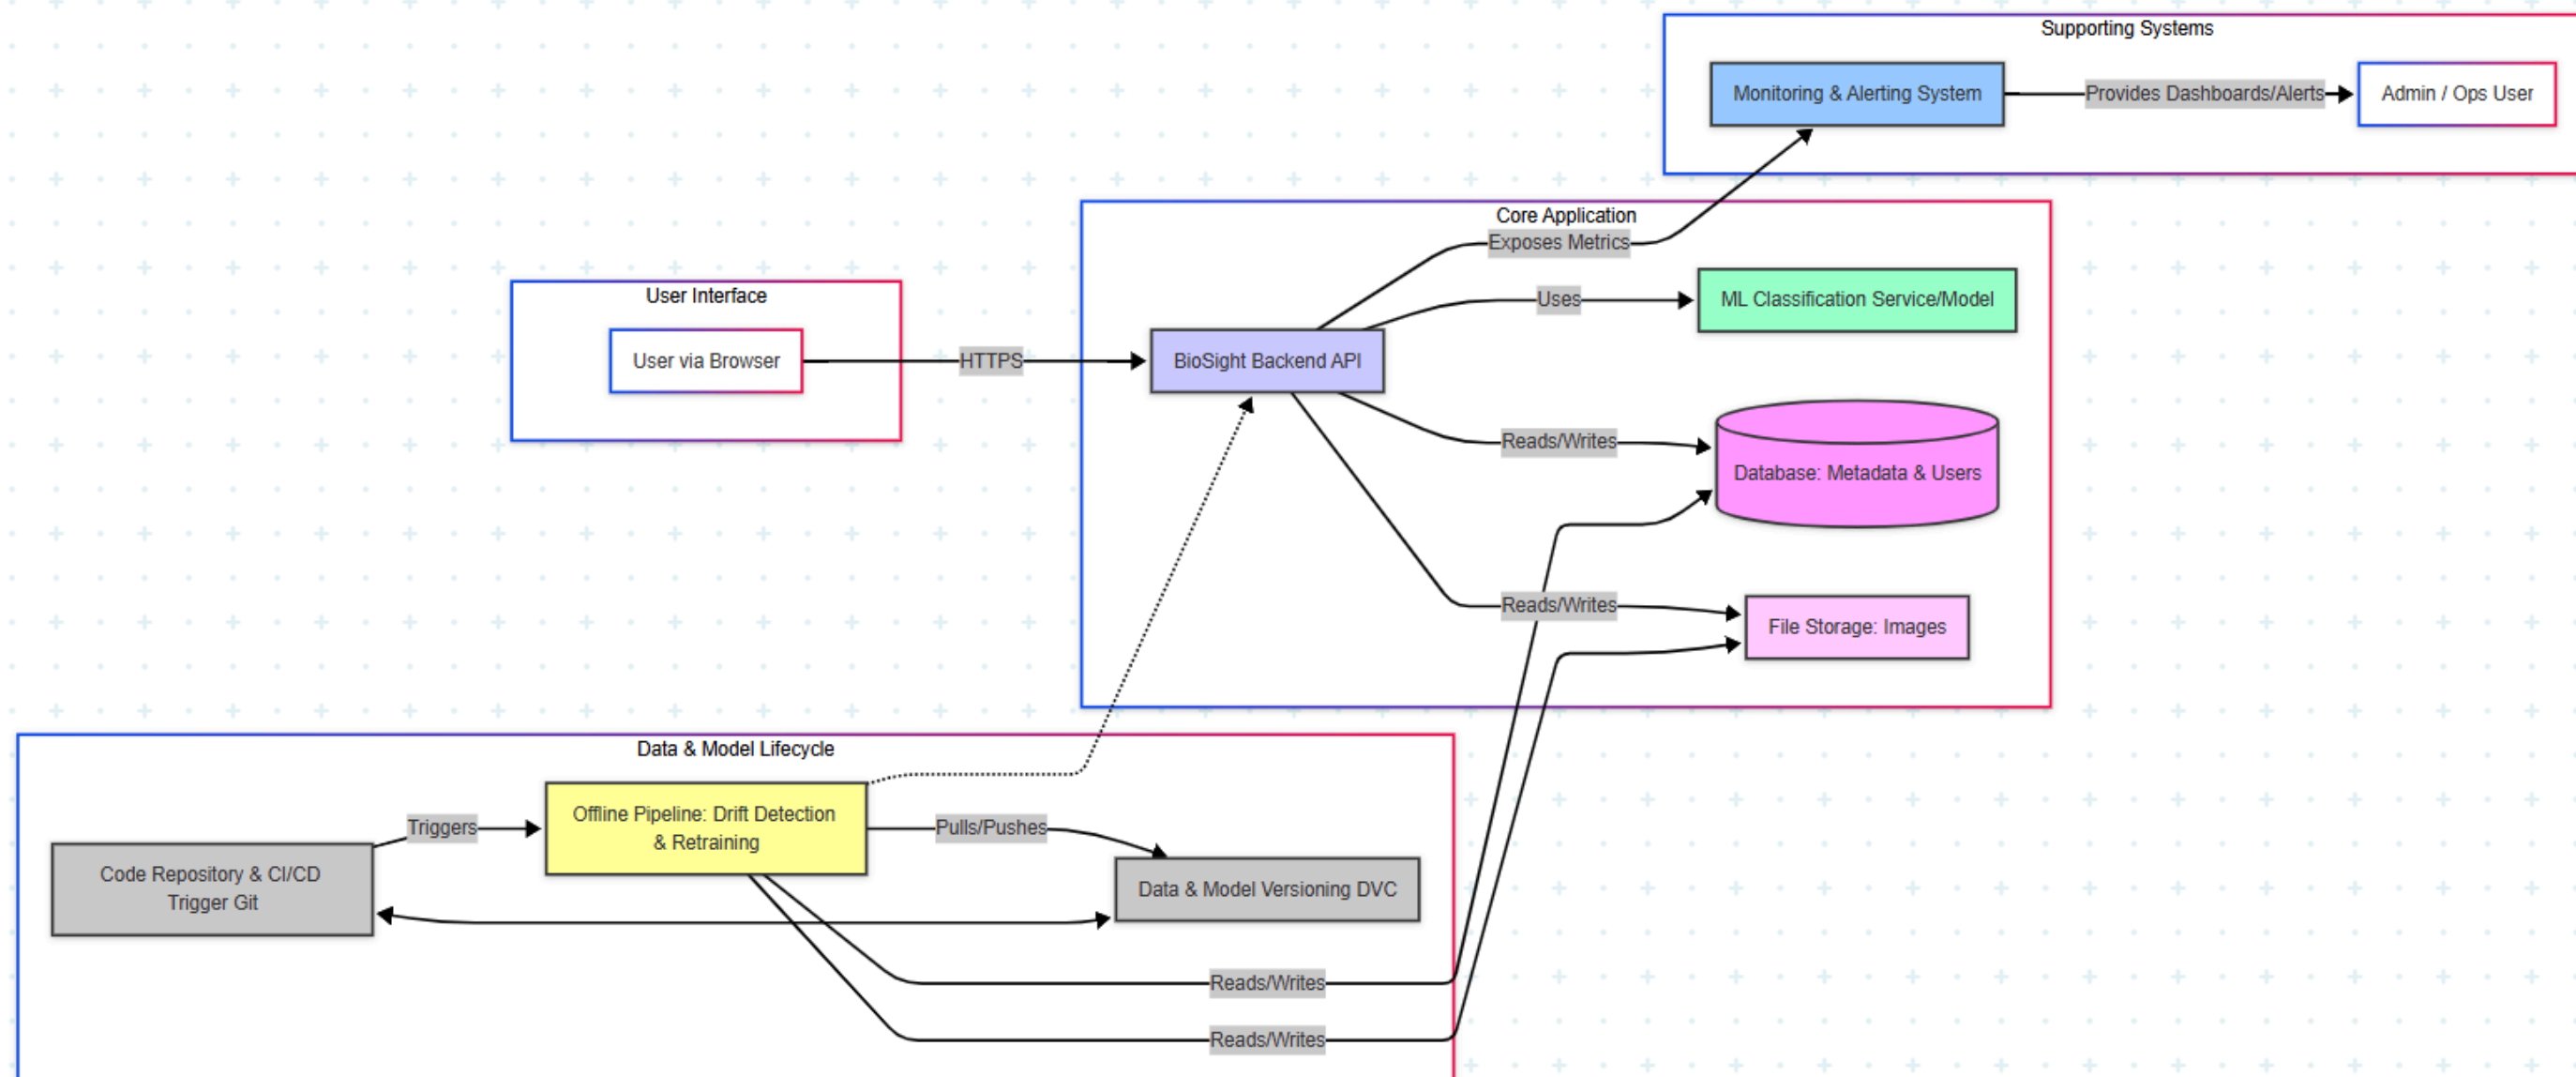 Supporting Systems
Monitoring & Alerting System
Provides Dashboards/Alerts
Admin / Ops User
Core Application
Exposes Metrics
Uses
ML Classification Service/Model
User Interface
User via Browser
HTTPS
BioSight Backend API
Reads/Writes
Database: Metadata & Users
Reads/Writes
File Storage: Images
Data & Model Lifecycle
Triggers
Offline Pipeline: Drift Detection
& Retraining
Pulls/Pushes
Code Repository & CI/CD
Trigger Git
Data & Model Versioning DVC
Reads/Writes
Reads/Writes